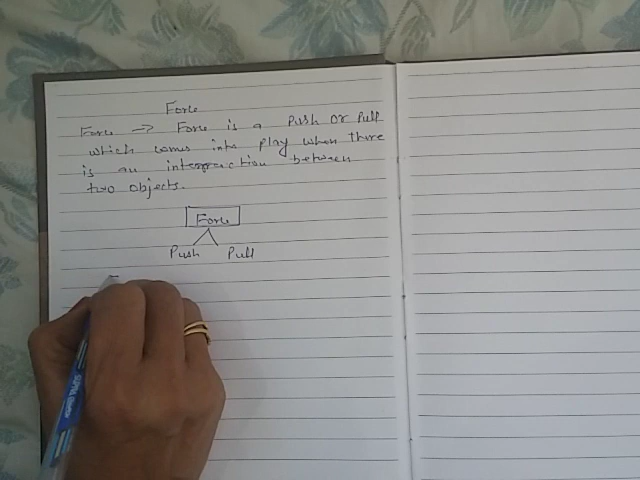 Force
Force → Force is a Push or Pull
which comes into play when there
is an interaction between
two objects.
Force
Push Pull